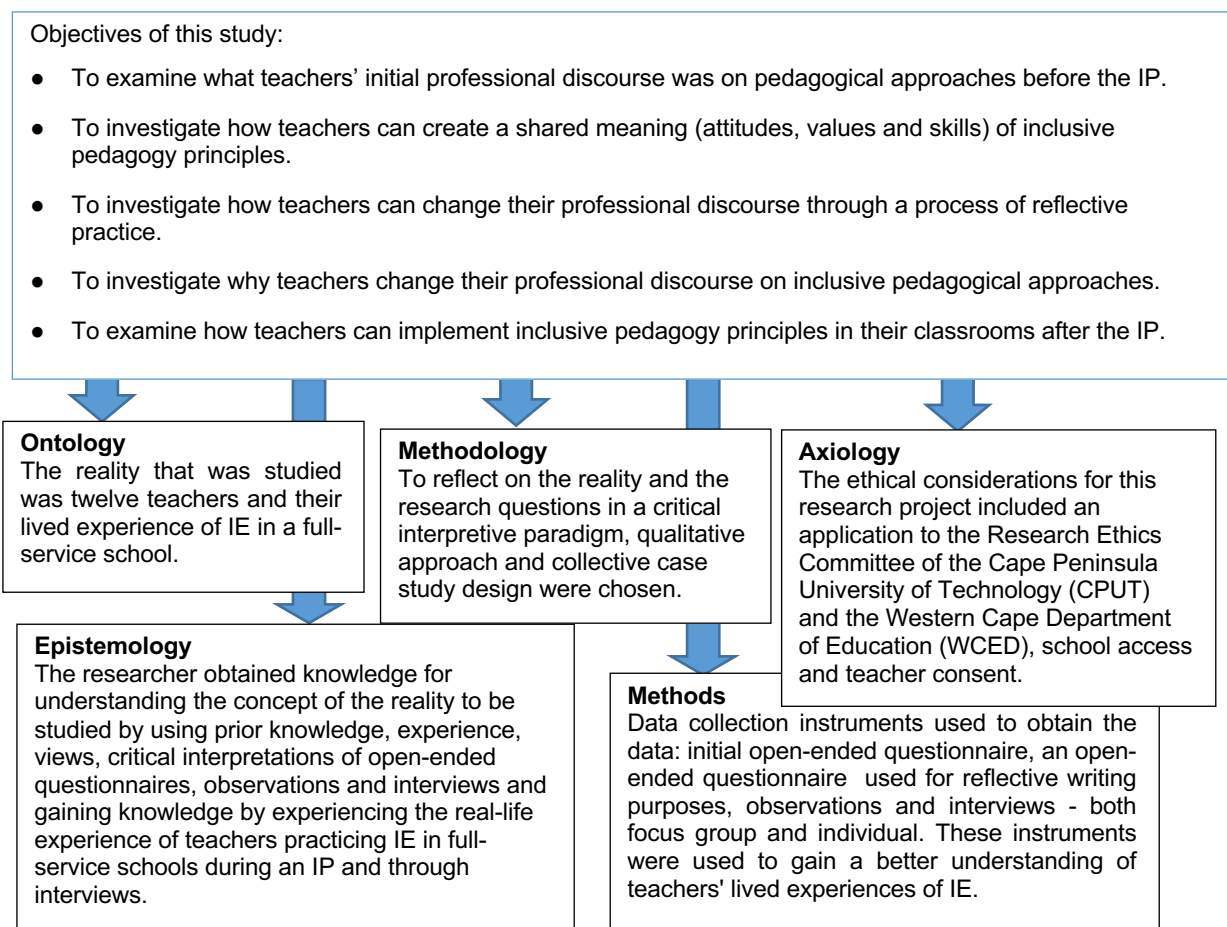 Objectives of this study:
● To examine what teachers’ initial professional discourse was on pedagogical approaches before the IP.
● To investigate how teachers can create a shared meaning (attitudes, values and skills) of inclusive
pedagogy principles.
● To investigate how teachers can change their professional discourse through a process of reflective
practice.
● To investigate why teachers change their professional discourse on inclusive pedagogical approaches.
● To examine how teachers can implement inclusive pedagogy principles in their classrooms after the IP.
Ontology
The reality that was studied
was twelve teachers and their
lived experience of IE in a full-
service school.
Methodology
To reflect on the reality and the
research questions in a critical
interpretive paradigm, qualitative
approach and collective case
study design were chosen.
Axiology
The ethical considerations for this
research project included an
application to the Research Ethics
Committee of the Cape Peninsula
University of Technology (CPUT)
and the Western Cape Department
of Education (WCED), school access
and teacher consent.
Epistemology
The researcher obtained knowledge for
understanding the concept of the reality to be
studied by using prior knowledge, experience,
views, critical interpretations of open-ended
questionnaires, observations and interviews and
gaining knowledge by experiencing the real-life
experience of teachers practicing IE in full-
service schools during an IP and through
interviews.
Methods
Data collection instruments used to obtain the
data: initial open-ended questionnaire, an open-
ended questionnaire used for reflective writing
purposes, observations and interviews - both
focus group and individual. These instruments
were used to gain a better understanding of
teachers' lived experiences of IE.